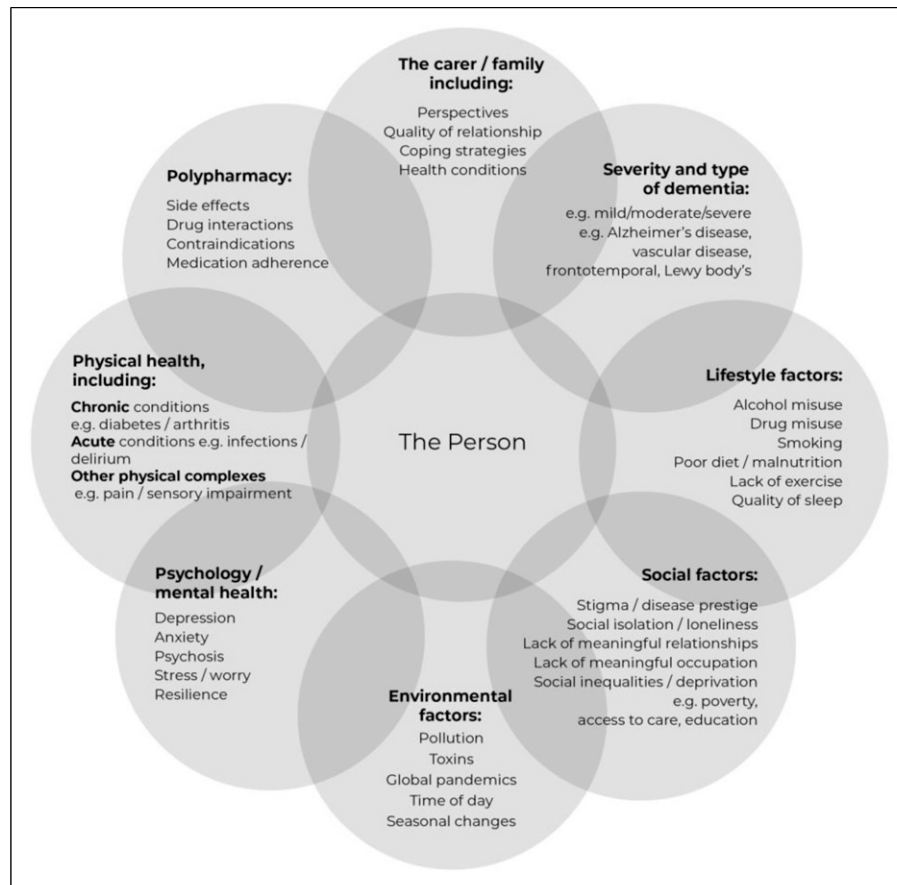 The carer / family
including:
Perspectives
Quality of relationship
Coping strategies
Health conditions
Polypharmacy:
Side effects
Drug interactions
Contraindications
Medication adherence
Severity and type
of dementia:
e.g. mild/moderate/severe
e.g. Alzheimer's disease,
vascular disease,
frontotemporal, Lewy body's
Physical health,
including:
Chronic conditions
e.g. diabetes / arthritis
Acute conditions e.g. infections /
delirium
Other physical complexes
e.g. pain / sensory impairment
The Person
Lifestyle factors:
Alcohol misuse
Drug misuse
Smoking
Poor diet / malnutrition
Lack of exercise
Quality of sleep
Psychology /
mental health:
Depression
Anxiety
Psychosis
Stress / worry
Resilience
Social factors:
Stigma / disease prestige
Social isolation / loneliness
Lack of meaningful relationships
Lack of meaningful occupation
Social inequalities / deprivation
e.g. poverty,
access to care, education
Environmental
factors:
Pollution
Toxins
Global pandemics
Time of day
Seasonal changes